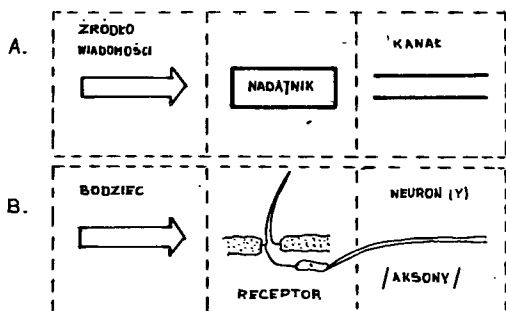 A.
ŹRÓDŁO
WIADOMOŚCI
NADAJNIK
KANAŁ
B.
BODZIEC
RECEPTOR
NEURON (Y)
/AKSONY/